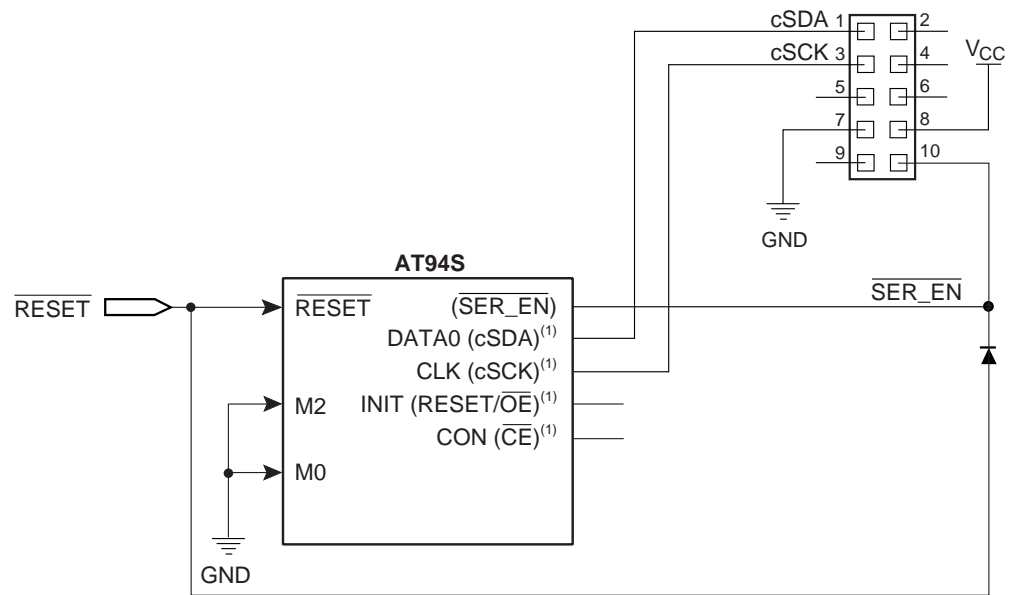 cSDA 1 2
cSCK 3 4
VCC
5 6
7 8
9 10
GND
AT94S
RESET
RESET
(SER_EN)
SER_EN
DATA0 (cSDA)(1)
CLK (cSCK)(1)
M2
INIT (RESET/OE)(1)
CON (CE)(1)
M0
GND